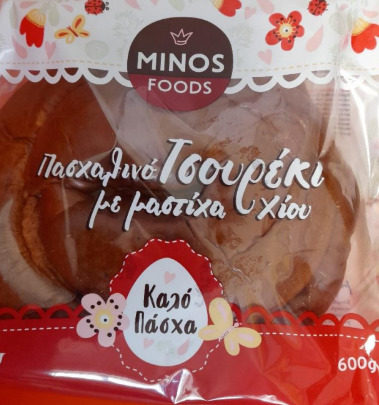 MINOS
FOODS
Πασχαλινό Τσουρέκι
με μαστίχα Χίου
Καλό
Πάσχα
600g